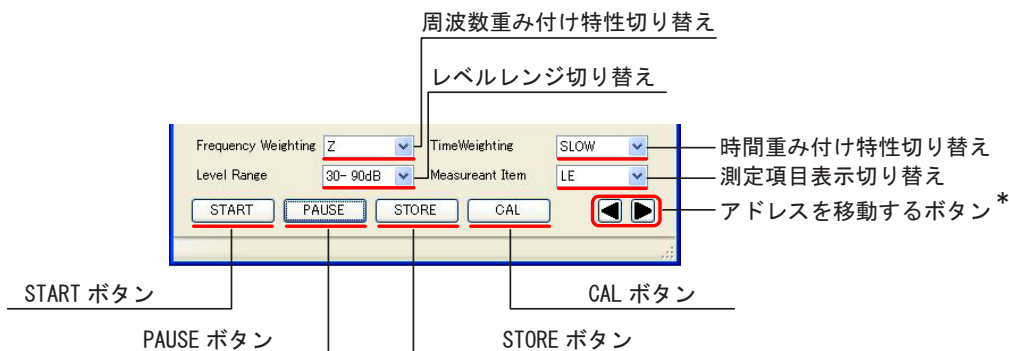 周波数重み付け特性切り替え
レベルレンジ切り替え
Frequency Weighting Z TimeWeighting SLOW
時間重み付け特性切り替え
Level Range 30- 90dB Measureant Item LE
測定項目表示切り替え
START PAUSE STORE CAL
アドレスを移動するボタン*
START ボタン
CAL ボタン
PAUSE ボタン
STORE ボタン